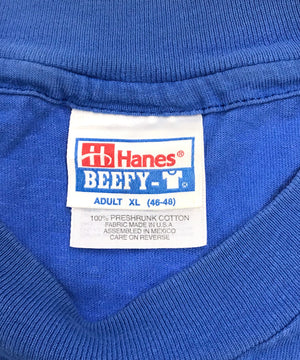 Hanes®
BEEFY-T
ADULT XL (46-48)
100% PRESHRUNK COTTON
FABRIC MADE IN U.S.A
ASSEMBLED IN MEXICO
CARE ON REVERSE